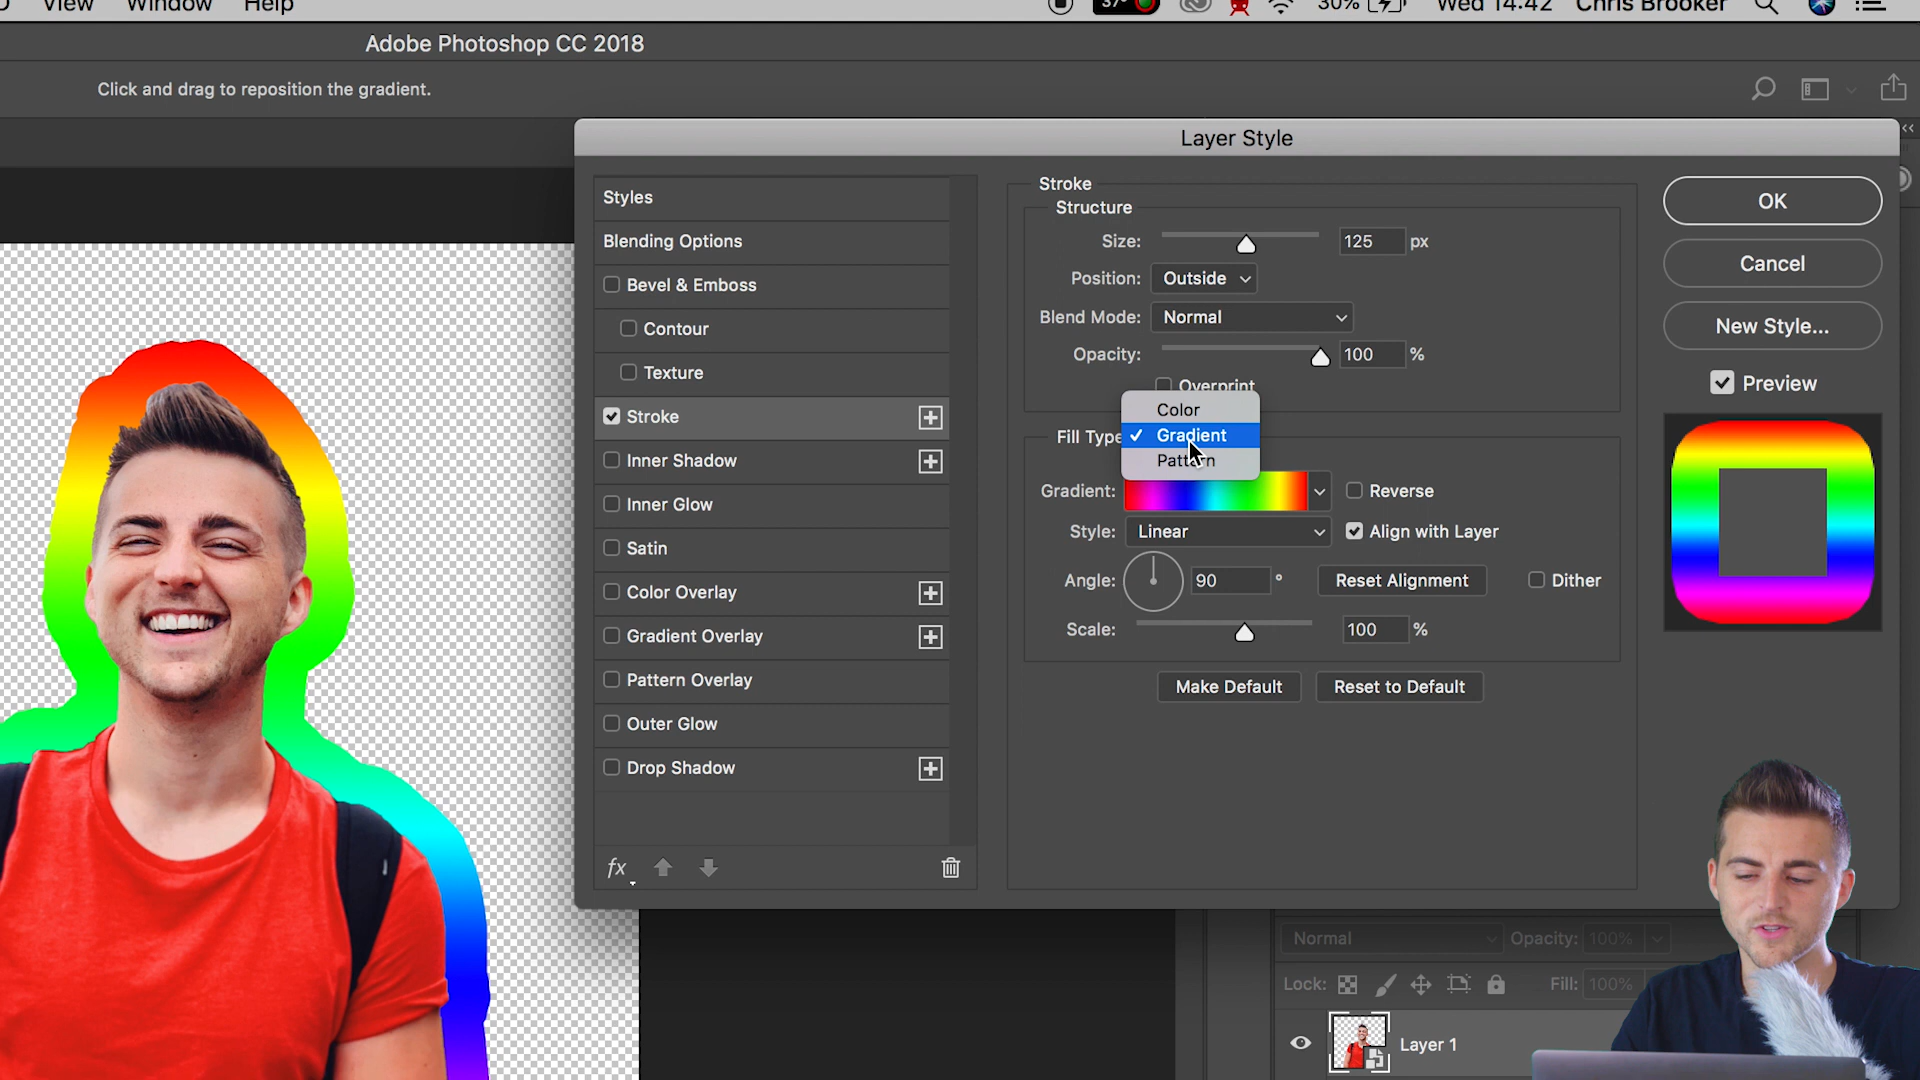 View Window Help
37°
30%
Wed 14:42
Chris Brooker
Adobe Photoshop CC 2018
Click and drag to reposition the gradient.
Layer Style
Styles
Blending Options
Bevel & Emboss
Contour
Texture
Stroke
Inner Shadow
Inner Glow
Satin
Color Overlay
Gradient Overlay
Pattern Overlay
Outer Glow
Drop Shadow
fx
Stroke
Structure
Size: 125 px
Position: Outside
Blend Mode: Normal
Opacity: 100 %
Overprint
Color
Fill Type
Gradient
Pattern
Gradient: Reverse
Style: Linear Align with Layer
Angle: 90 ° Reset Alignment Dither
Scale: 100 %
Make Default Reset to Default
OK
Cancel
New Style...
Preview
Normal Opacity: 100%
Lock: Fill: 100%
Layer 1